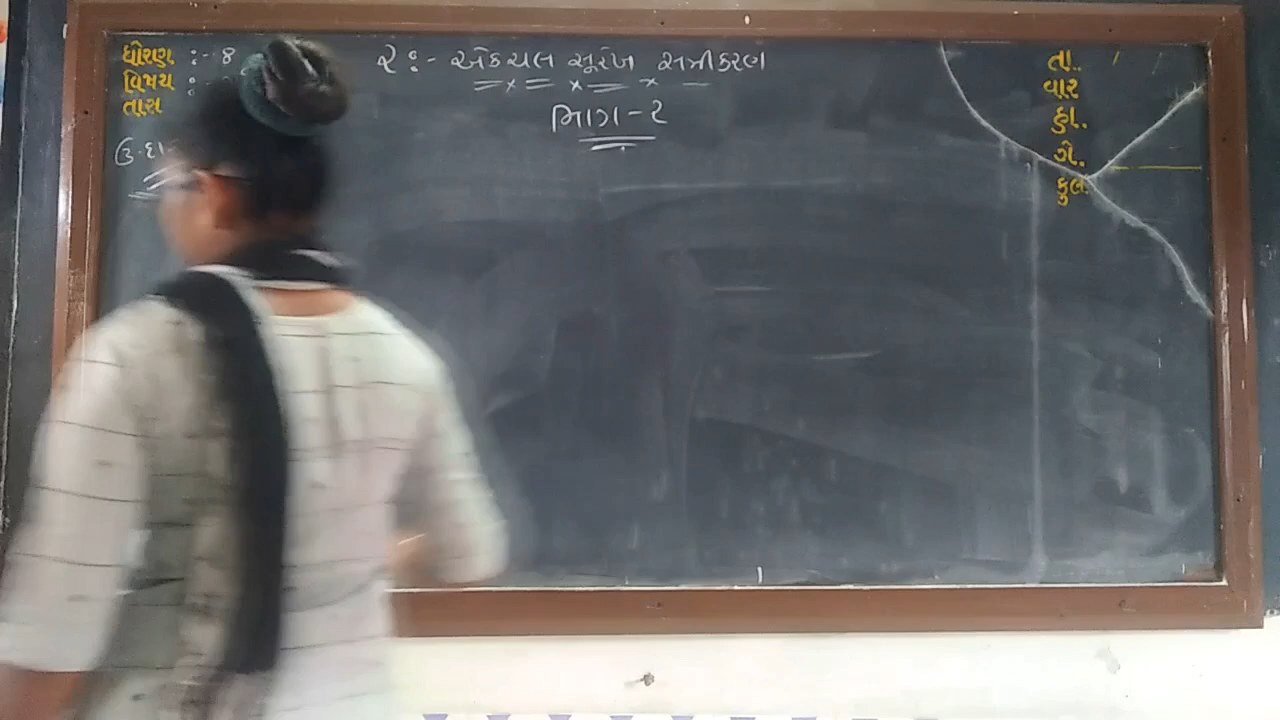 ધોરણ :- 8
વિષય :-
તાસ
૨ :- એકચલ સુરેખ સમીકરણ
ભાગ-૨
ઉ.દા
તા..
વાર
હા..
ગે..
કુલ